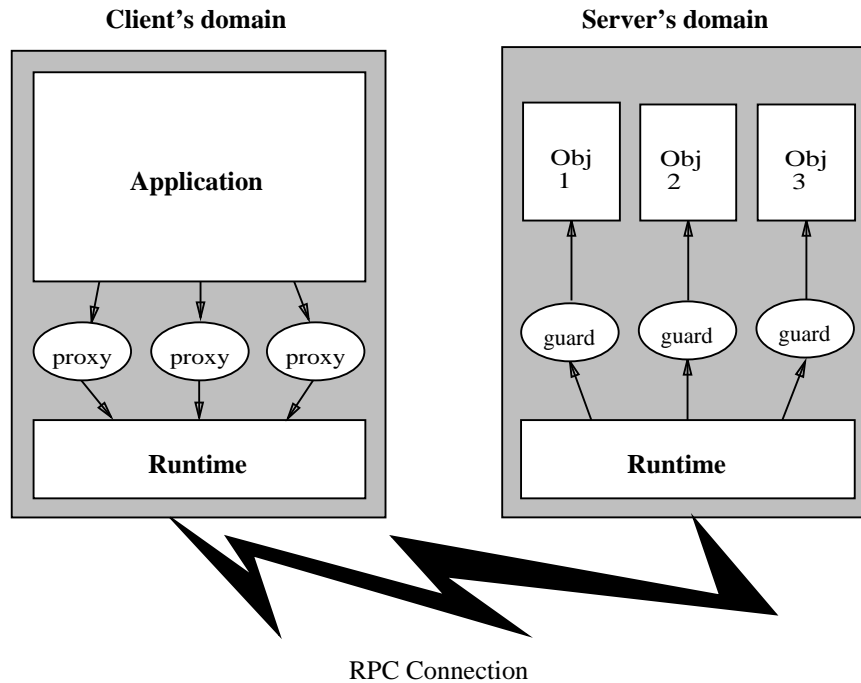 Client's domain
Server's domain
Application
Obj
1
Obj
2
Obj
3
proxy
proxy
proxy
guard
guard
guard
Runtime
Runtime
RPC Connection